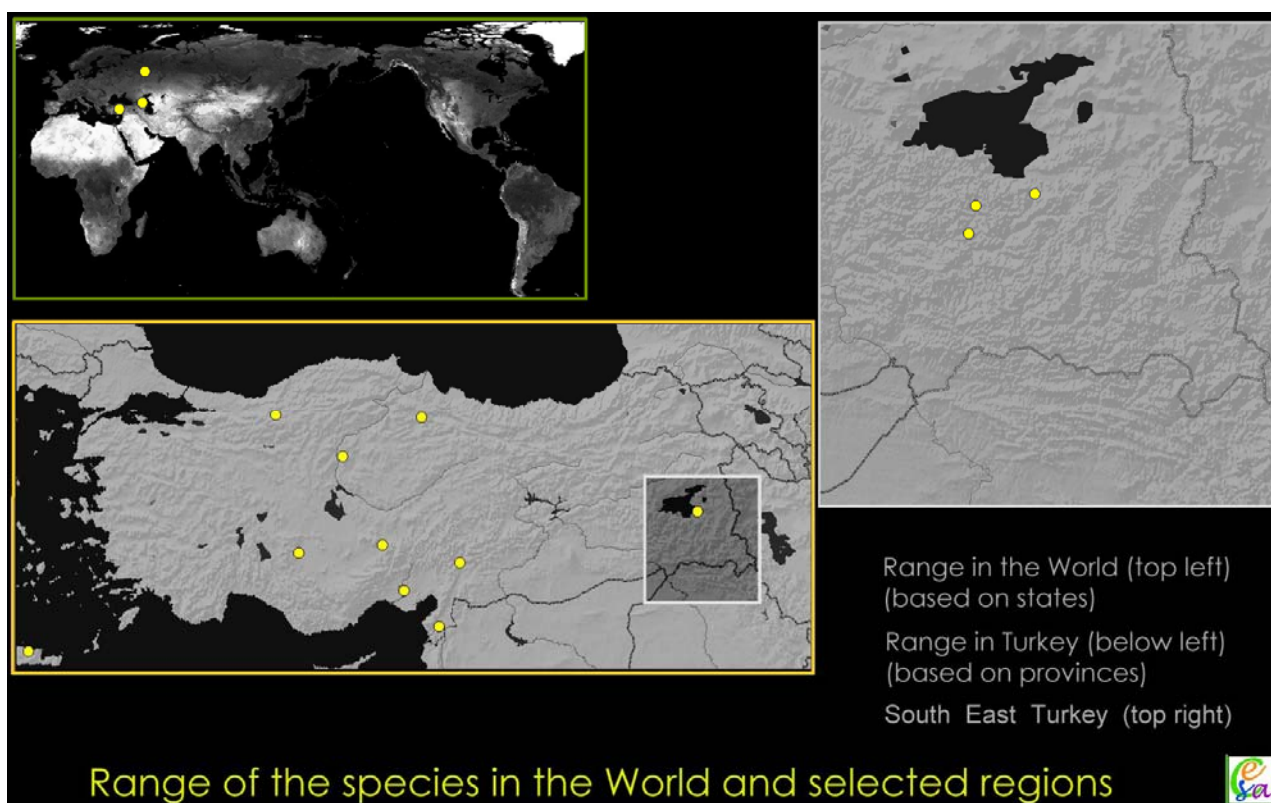 Range in the World (top left)
(based on states)
Range in Turkey (below left)
(based on provinces)
South East Turkey (top right)
Range of the species in the World and selected regions
Cesa